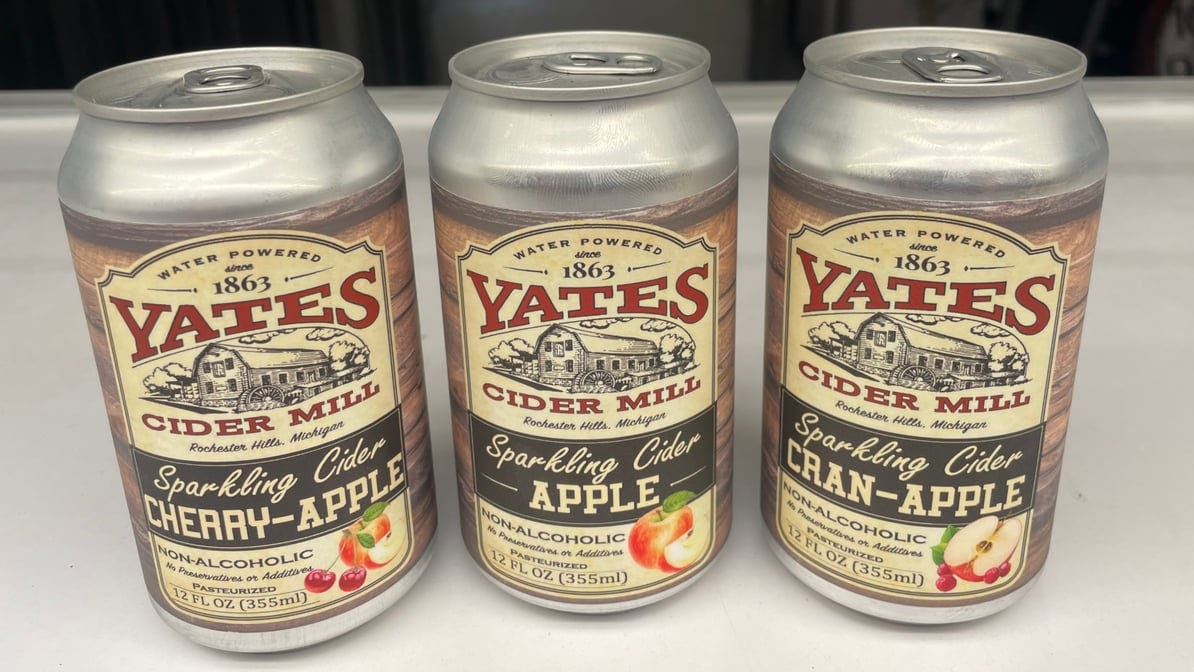 WATER POWERED
since
1863
YATES
CIDER MILL
Rochester Hills, Michigan
Sparkling Cider
CHERRY-APPLE
NON-ALCOHOLIC
No Preservatives or Additives
PASTEURIZED
12 FL OZ (355ml)
WATER POWERED
since
1863
YATES
CIDER MILL
Rochester Hills, Michigan
Sparkling Cider
APPLE
NON-ALCOHOLIC
No Preservatives or Additives
PASTEURIZED
12 FL OZ (355ml)
WATER POWERED
since
1863
YATES
CIDER MILL
Rochester Hills, Michigan
Sparkling Cider
CRAN-APPLE
NON-ALCOHOLIC
No Preservatives or Additives
PASTEURIZED
12 FL OZ (355ml)